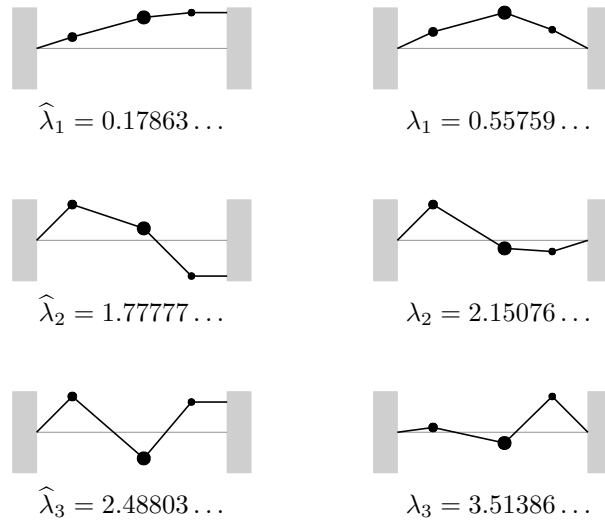 λ̂₁ = 0.17863... λ₁ = 0.55759...
λ̂₂ = 1.77777... λ₂ = 2.15076...
λ̂₃ = 2.48803... λ₃ = 3.51386...